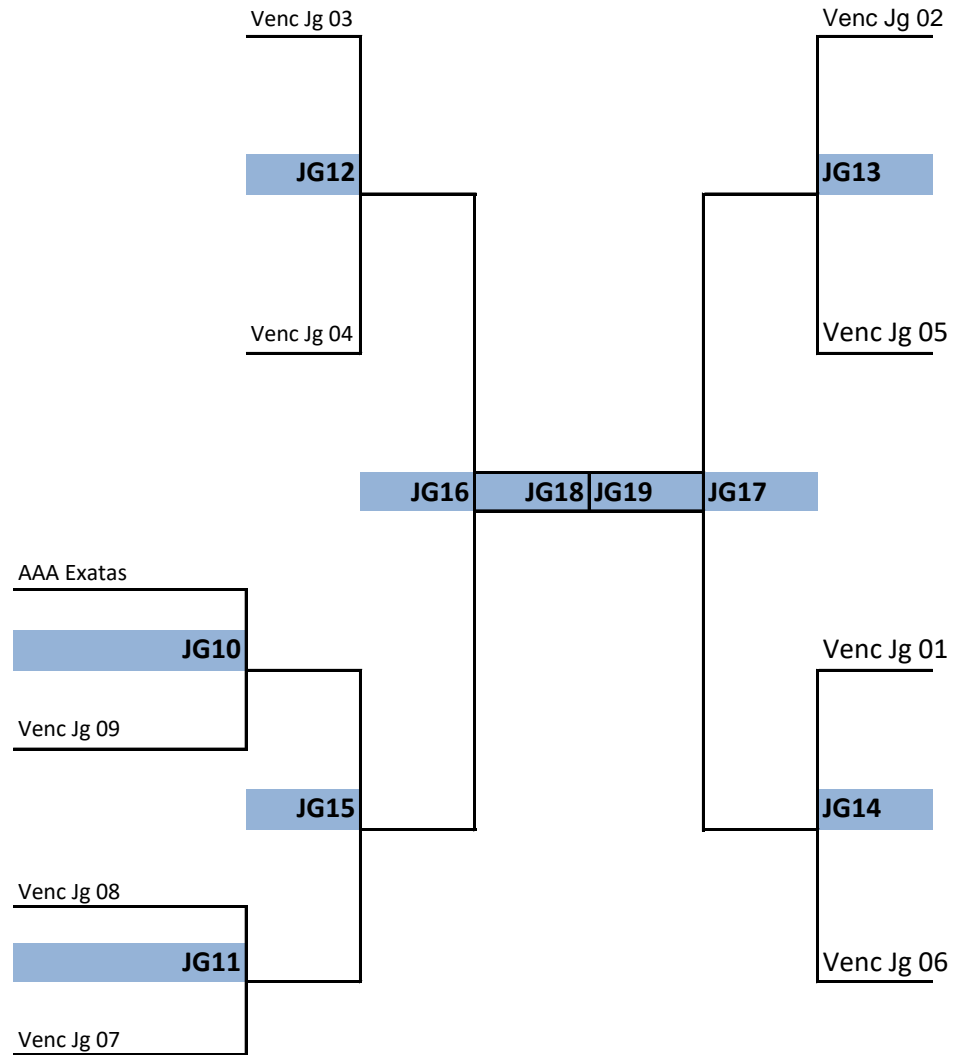 Venc Jg 03
Venc Jg 02
JG12
JG13
Venc Jg 04
Venc Jg 05
JG16
JG18
JG19
JG17
AAA Exatas
JG10
Venc Jg 01
Venc Jg 09
JG15
JG14
Venc Jg 08
JG11
Venc Jg 06
Venc Jg 07